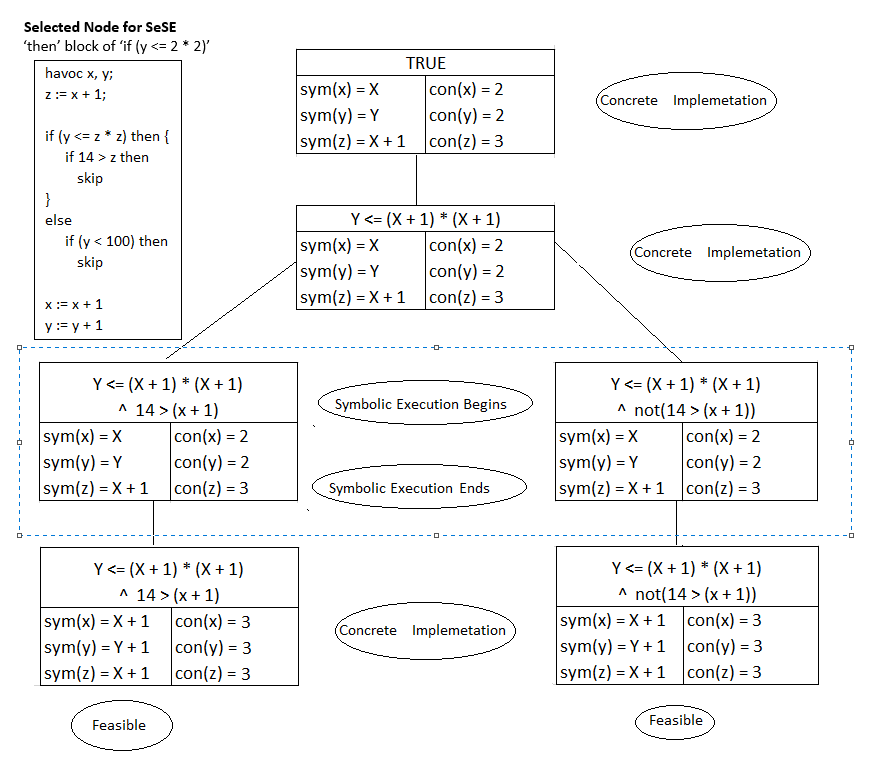 Selected Node for SeSE
‘then’ block of ‘if (y <= 2 * 2)’
havoc x, y;
z := x + 1;
if (y <= z * z) then {
if 14 > z then
skip
}
else
if (y < 100) then
skip
x := x + 1
y := y + 1
TRUE
sym(x) = X con(x) = 2
sym(y) = Y con(y) = 2
sym(z) = X + 1 con(z) = 3
Concrete Implemetation
Y <= (X + 1) * (X + 1)
sym(x) = X con(x) = 2
sym(y) = Y con(y) = 2
sym(z) = X + 1 con(z) = 3
Concrete Implemetation
Y <= (X + 1) * (X + 1)
^ 14 > (x + 1)
sym(x) = X con(x) = 2
sym(y) = Y con(y) = 2
sym(z) = X + 1 con(z) = 3
Symbolic Execution Begins
Symbolic Execution Ends
Y <= (X + 1) * (X + 1)
^ not(14 > (x + 1))
sym(x) = X con(x) = 2
sym(y) = Y con(y) = 2
sym(z) = X + 1 con(z) = 3
Y <= (X + 1) * (X + 1)
^ 14 > (x + 1)
sym(x) = X + 1 con(x) = 3
sym(y) = Y + 1 con(y) = 3
sym(z) = X + 1 con(z) = 3
Concrete Implemetation
Y <= (X + 1) * (X + 1)
^ not(14 > (x + 1))
sym(x) = X + 1 con(x) = 3
sym(y) = Y + 1 con(y) = 3
sym(z) = X + 1 con(z) = 3
Feasible
Feasible